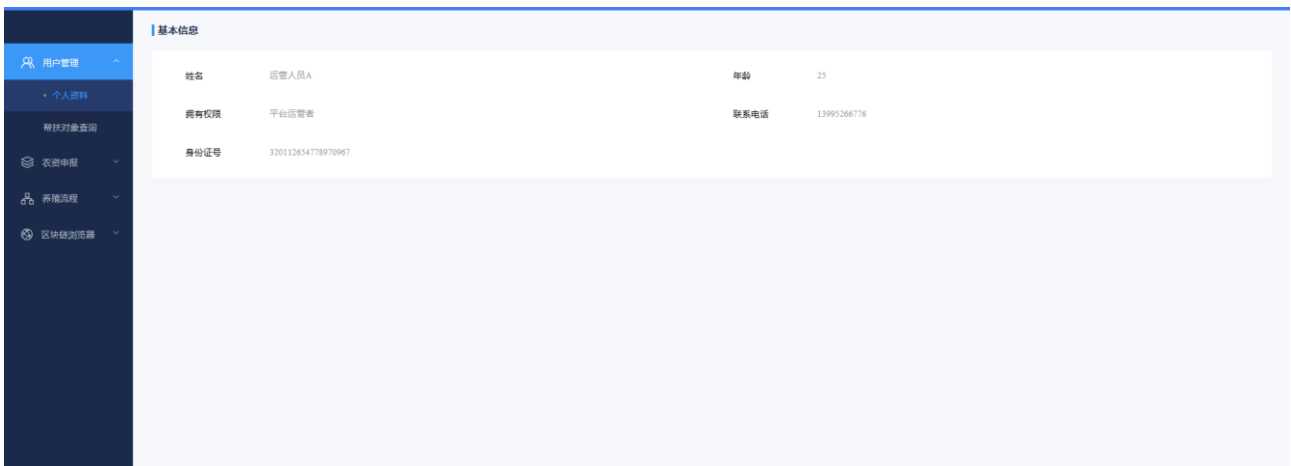 基本信息
用户管理
个人资料
帮扶对象查询
农资申报
养殖流程
区块链浏览器
姓名 运营人员A 年龄 25
拥有权限 平台运营者 联系电话 13995266776
身份证号 320112654778970967